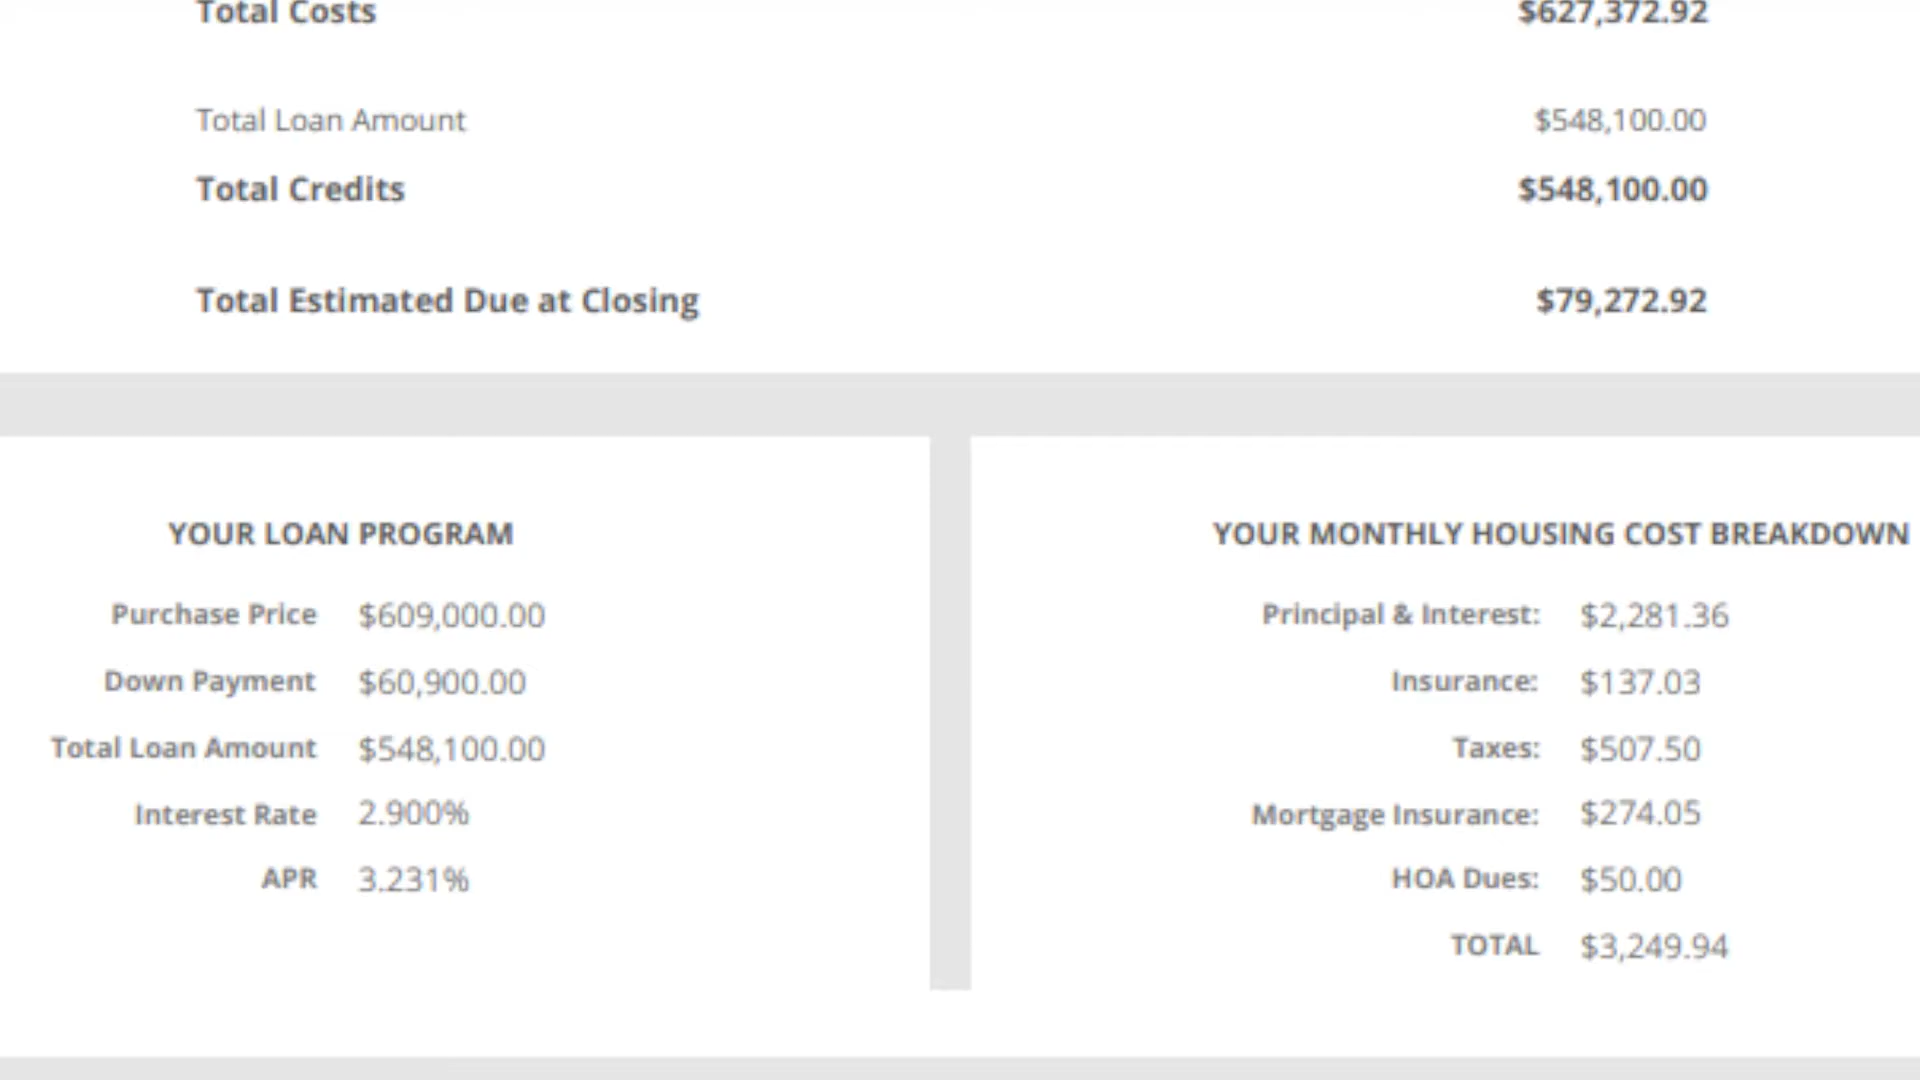 Total Costs $627,372.92
Total Loan Amount $548,100.00
Total Credits $548,100.00
Total Estimated Due at Closing $79,272.92
YOUR LOAN PROGRAM
Purchase Price $609,000.00
Down Payment $60,900.00
Total Loan Amount $548,100.00
Interest Rate 2.900%
APR 3.231%
YOUR MONTHLY HOUSING COST BREAKDOWN
Principal & Interest: $2,281.36
Insurance: $137.03
Taxes: $507.50
Mortgage Insurance: $274.05
HOA Dues: $50.00
TOTAL $3,249.94